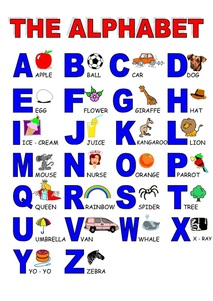 THE ALPHABET
A B C D
APPLE BALL CAR DOG
E F G H
EGG FLOWER GIRAFFE HAT
I J K L
ICE - CREAM JUICE KANGAROO LION
M N O P
MOUSE NURSE ORANGE PARROT
Q R S T
QUEEN RAINBOW SPIDER TREE
U V W X
UMBRELLA VAN WHALE X - RAY
Y Z
YO - YO ZEBRA